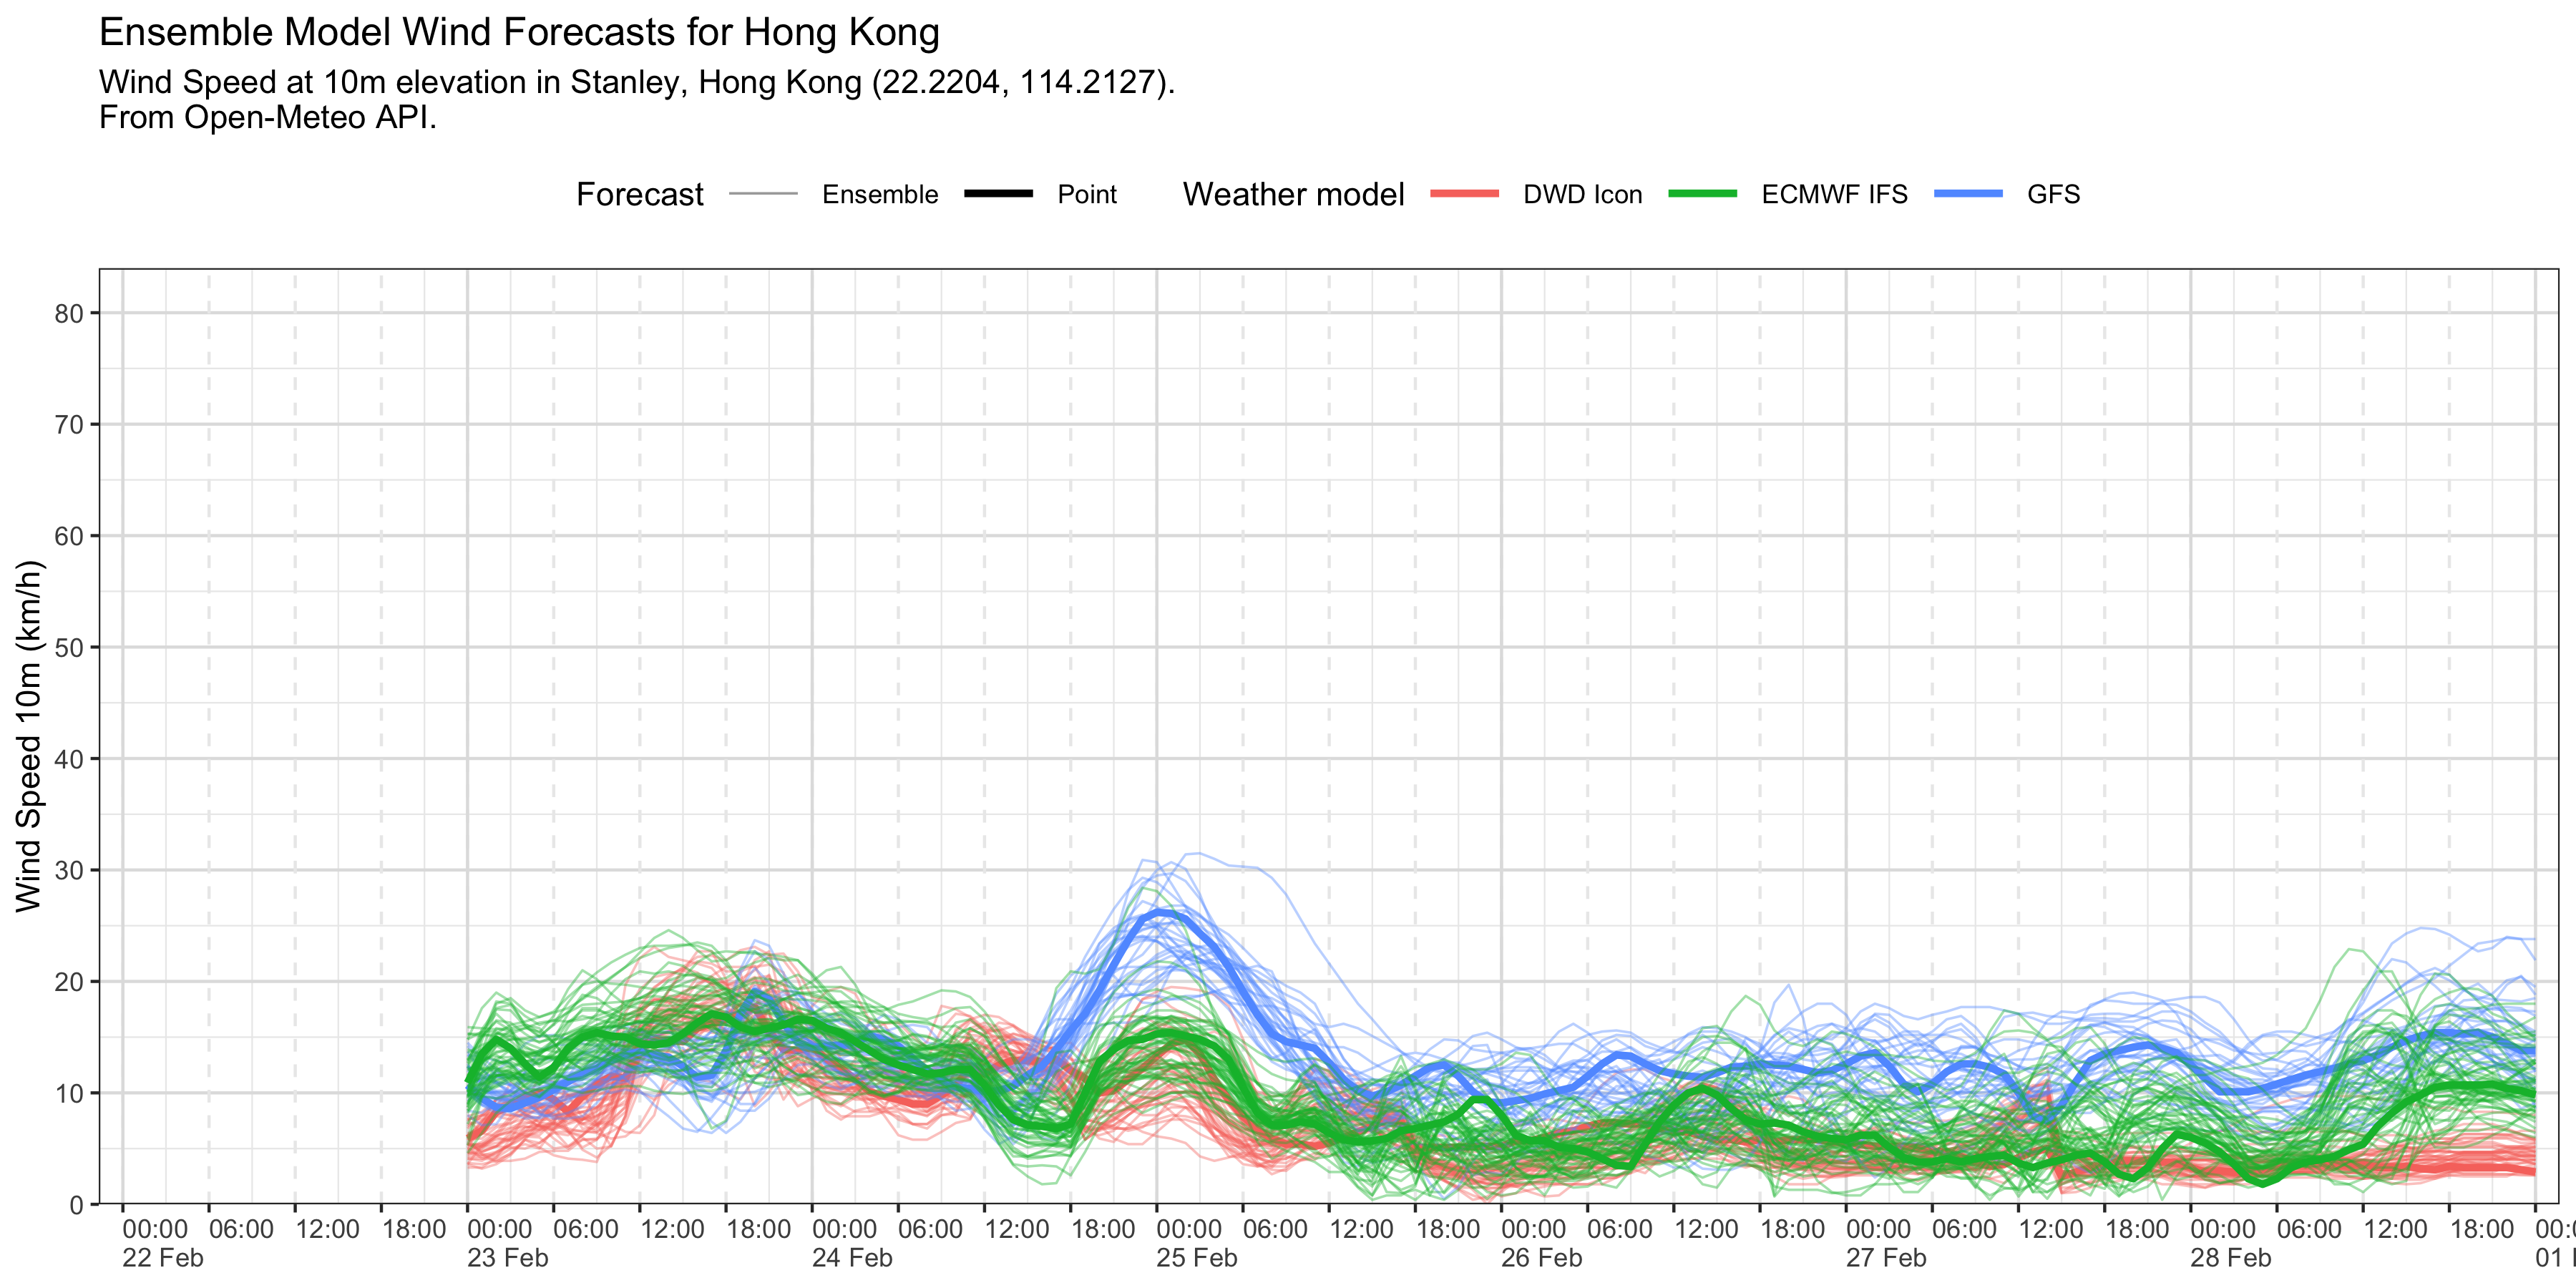 Ensemble Model Wind Forecasts for Hong Kong
Wind Speed at 10m elevation in Stanley, Hong Kong (22.2204, 114.2127).
From Open-Meteo API.
Forecast Ensemble Point Weather model DWD Icon ECMWF IFS GFS
Wind Speed 10m (km/h)
80
70
60
50
40
30
20
10
0
00:00 06:00 12:00 18:00 00:00 06:00 12:00 18:00 00:00 06:00 12:00 18:00 00:00 06:00 12:00 18:00 00:00 06:00 12:00 18:00 00:00 06:00 12:00 18:00 00:00 06:00 12:00 18:00
22 Feb 23 Feb 24 Feb 25 Feb 26 Feb 27 Feb 28 Feb 01